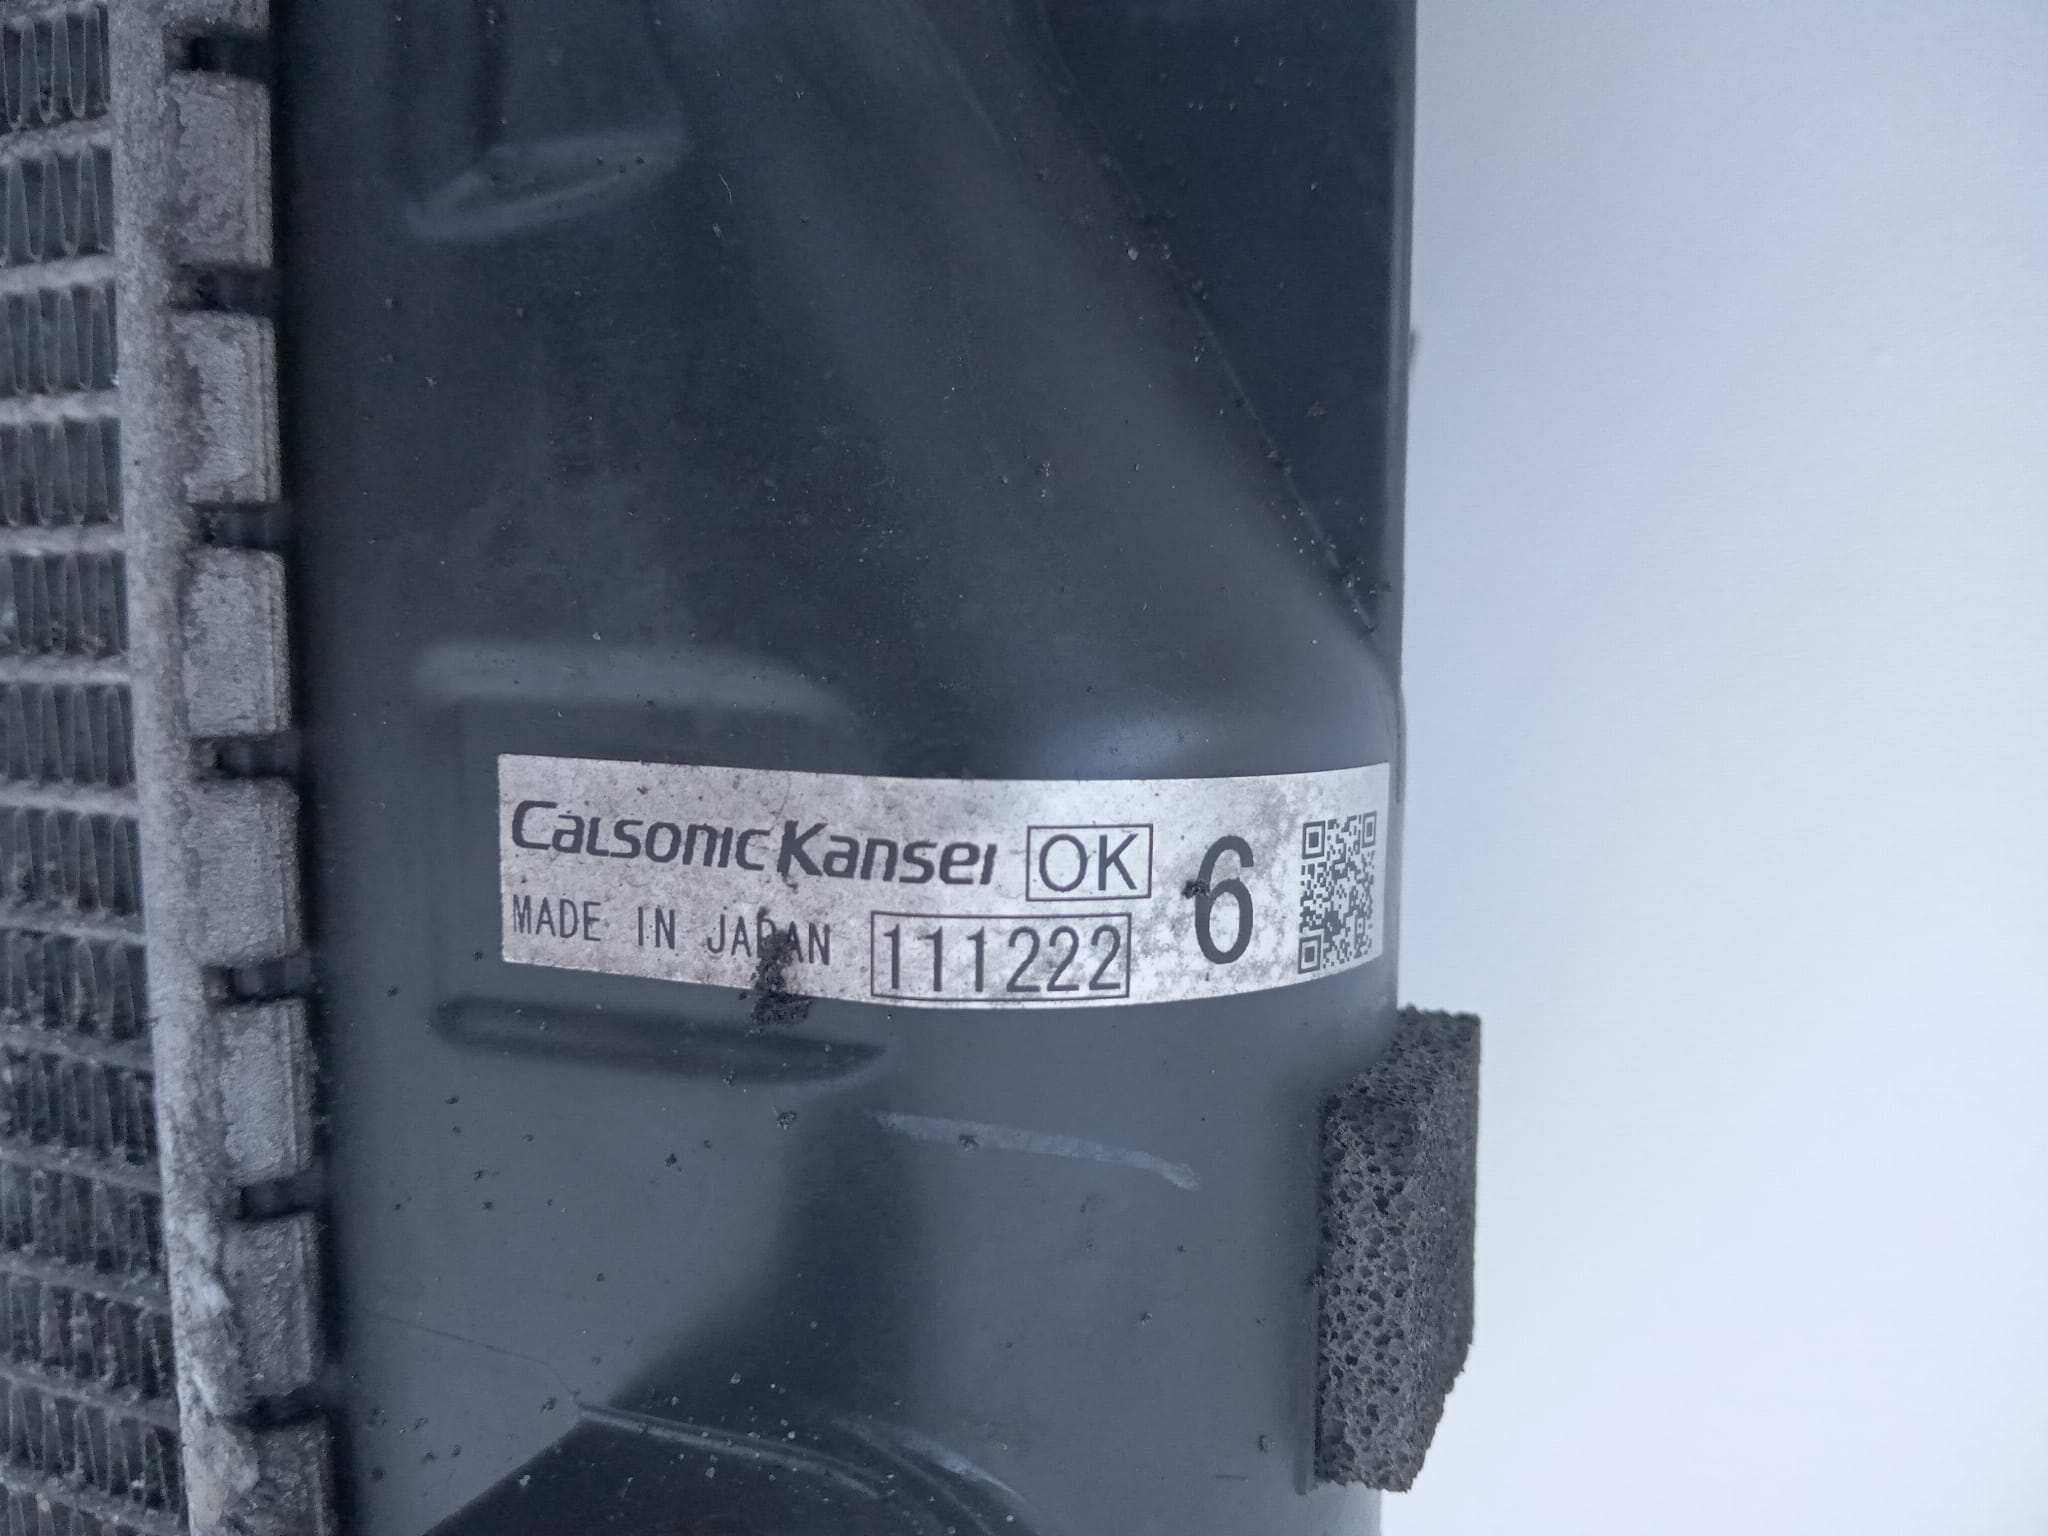 CalsonicKansei OK 6
MADE IN JAPAN 111222